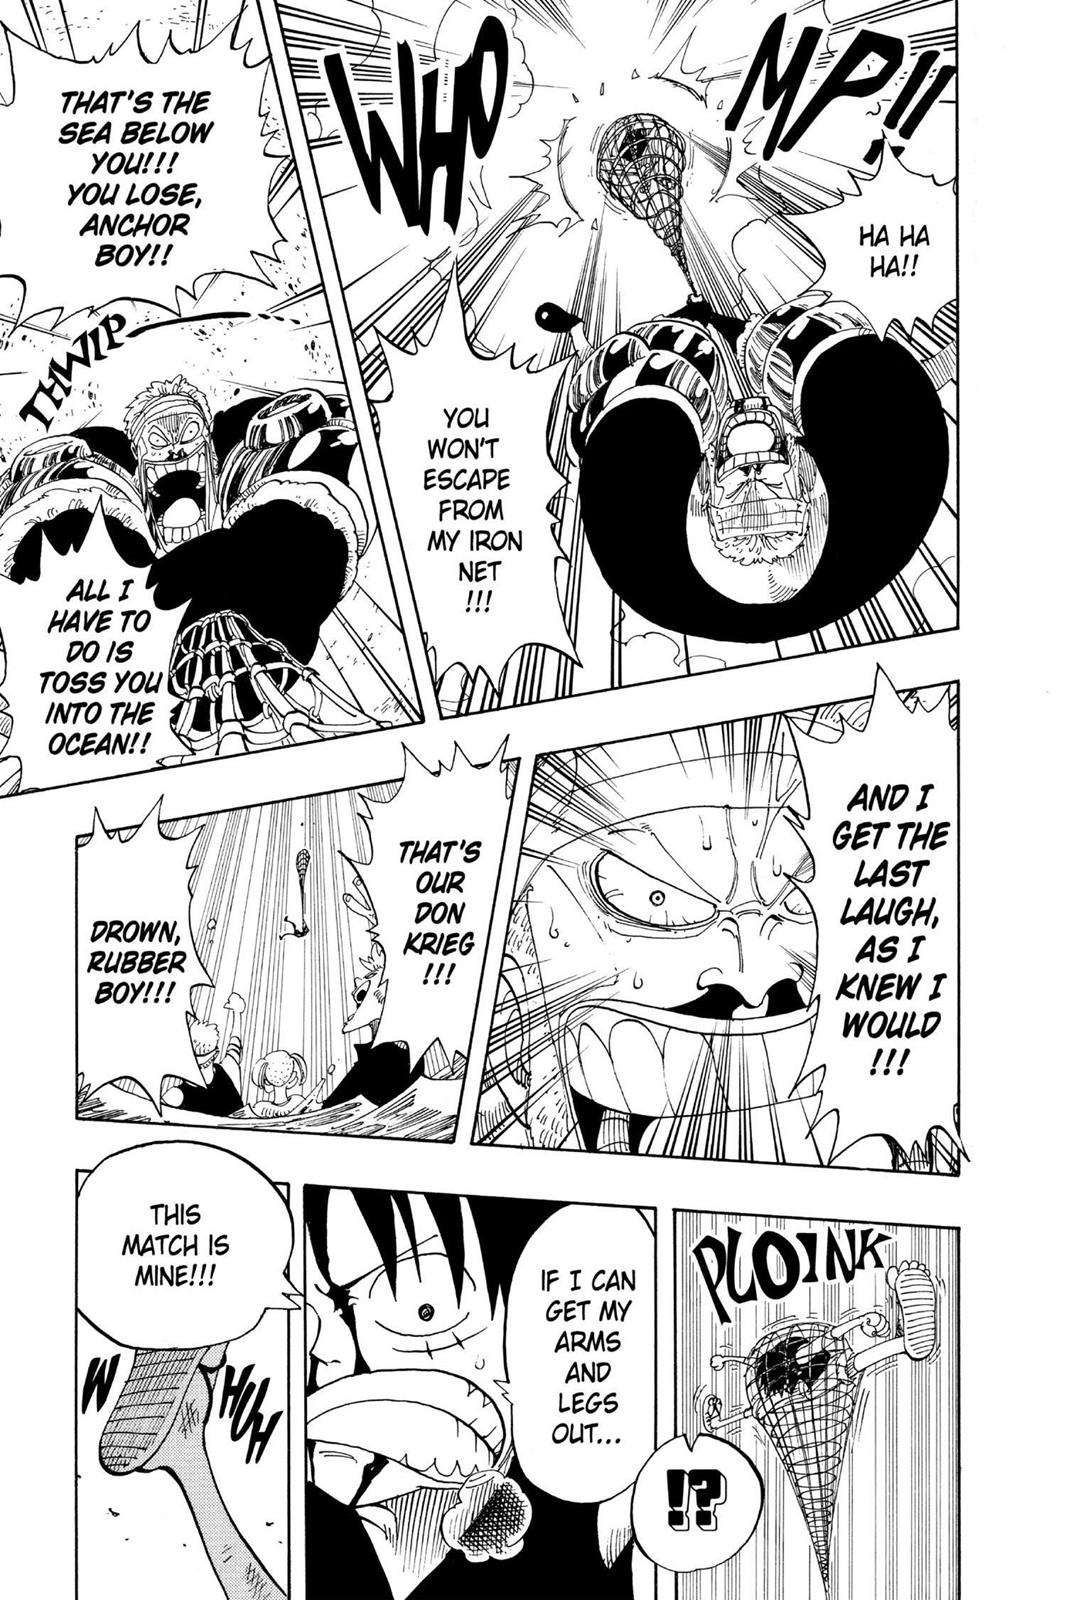 WHO
MP!!
HA HA
HA!!
YOU
WON'T
ESCAPE
FROM
MY IRON
NET
!!!
THAT'S THE
SEA BELOW
YOU!!!
YOU LOSE,
ANCHOR
BOY!!
THWIP
ALL I
HAVE TO
DO IS
TOSS YOU
INTO THE
OCEAN!!
AND I
GET THE
LAST
LAUGH,
AS I
KNEW I
WOULD
!!!
THAT'S
OUR
DON
KRIEG
!!!
DROWN,
RUBBER
BOY!!!
PLOINK
!?
IF I CAN
GET MY
ARMS
AND
LEGS
OUT...
THIS
MATCH IS
MINE!!!
W
HUH